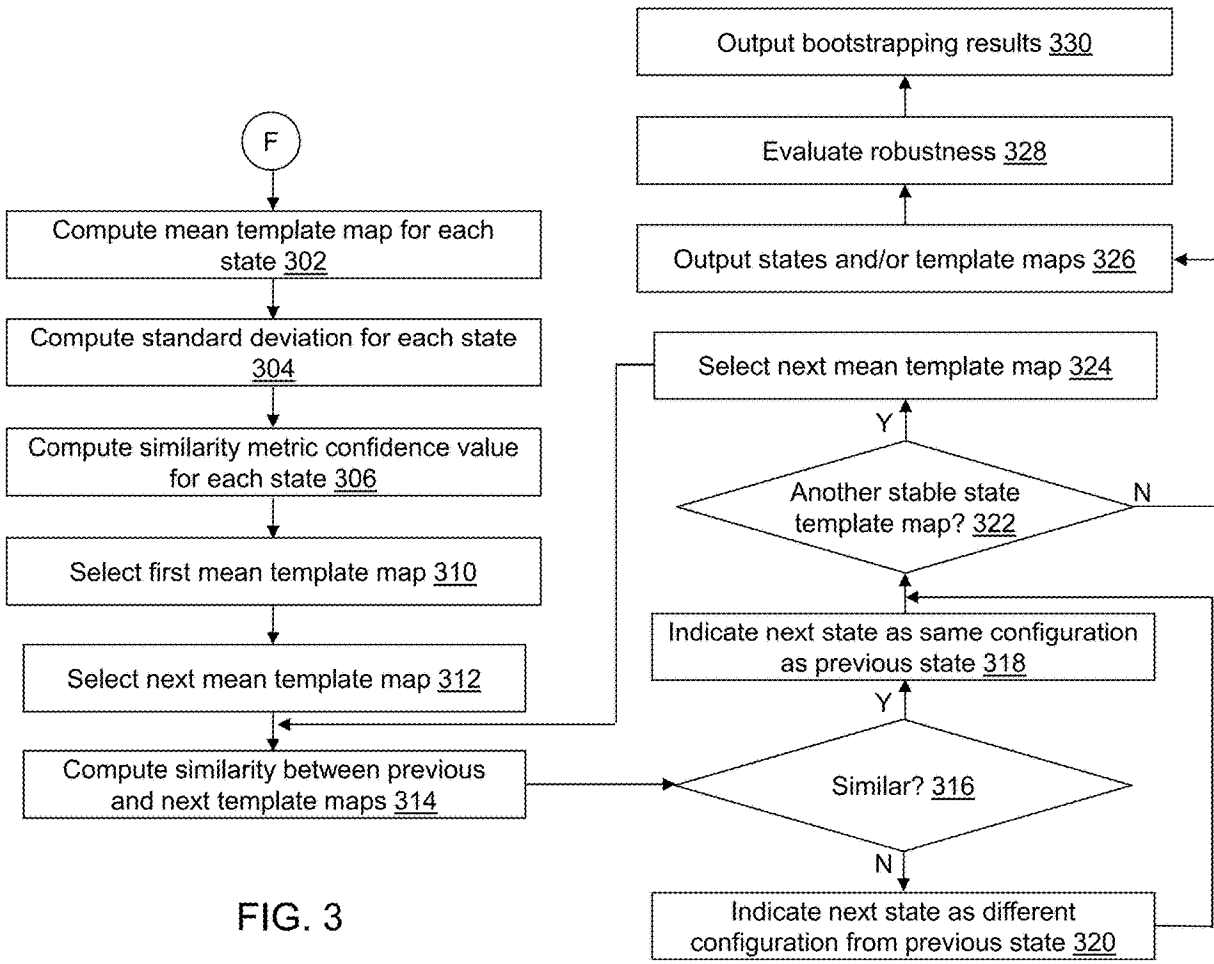 F
Compute mean template map for each
state 302
Compute standard deviation for each state
304
Compute similarity metric confidence value
for each state 306
Select first mean template map 310
Select next mean template map 312
Compute similarity between previous
and next template maps 314
Similar? 316
Y
N
Indicate next state as same configuration
as previous state 318
Indicate next state as different
configuration from previous state 320
Another stable state
template map? 322
Y
N
Select next mean template map 324
Output states and/or template maps 326
Evaluate robustness 328
Output bootstrapping results 330
FIG. 3